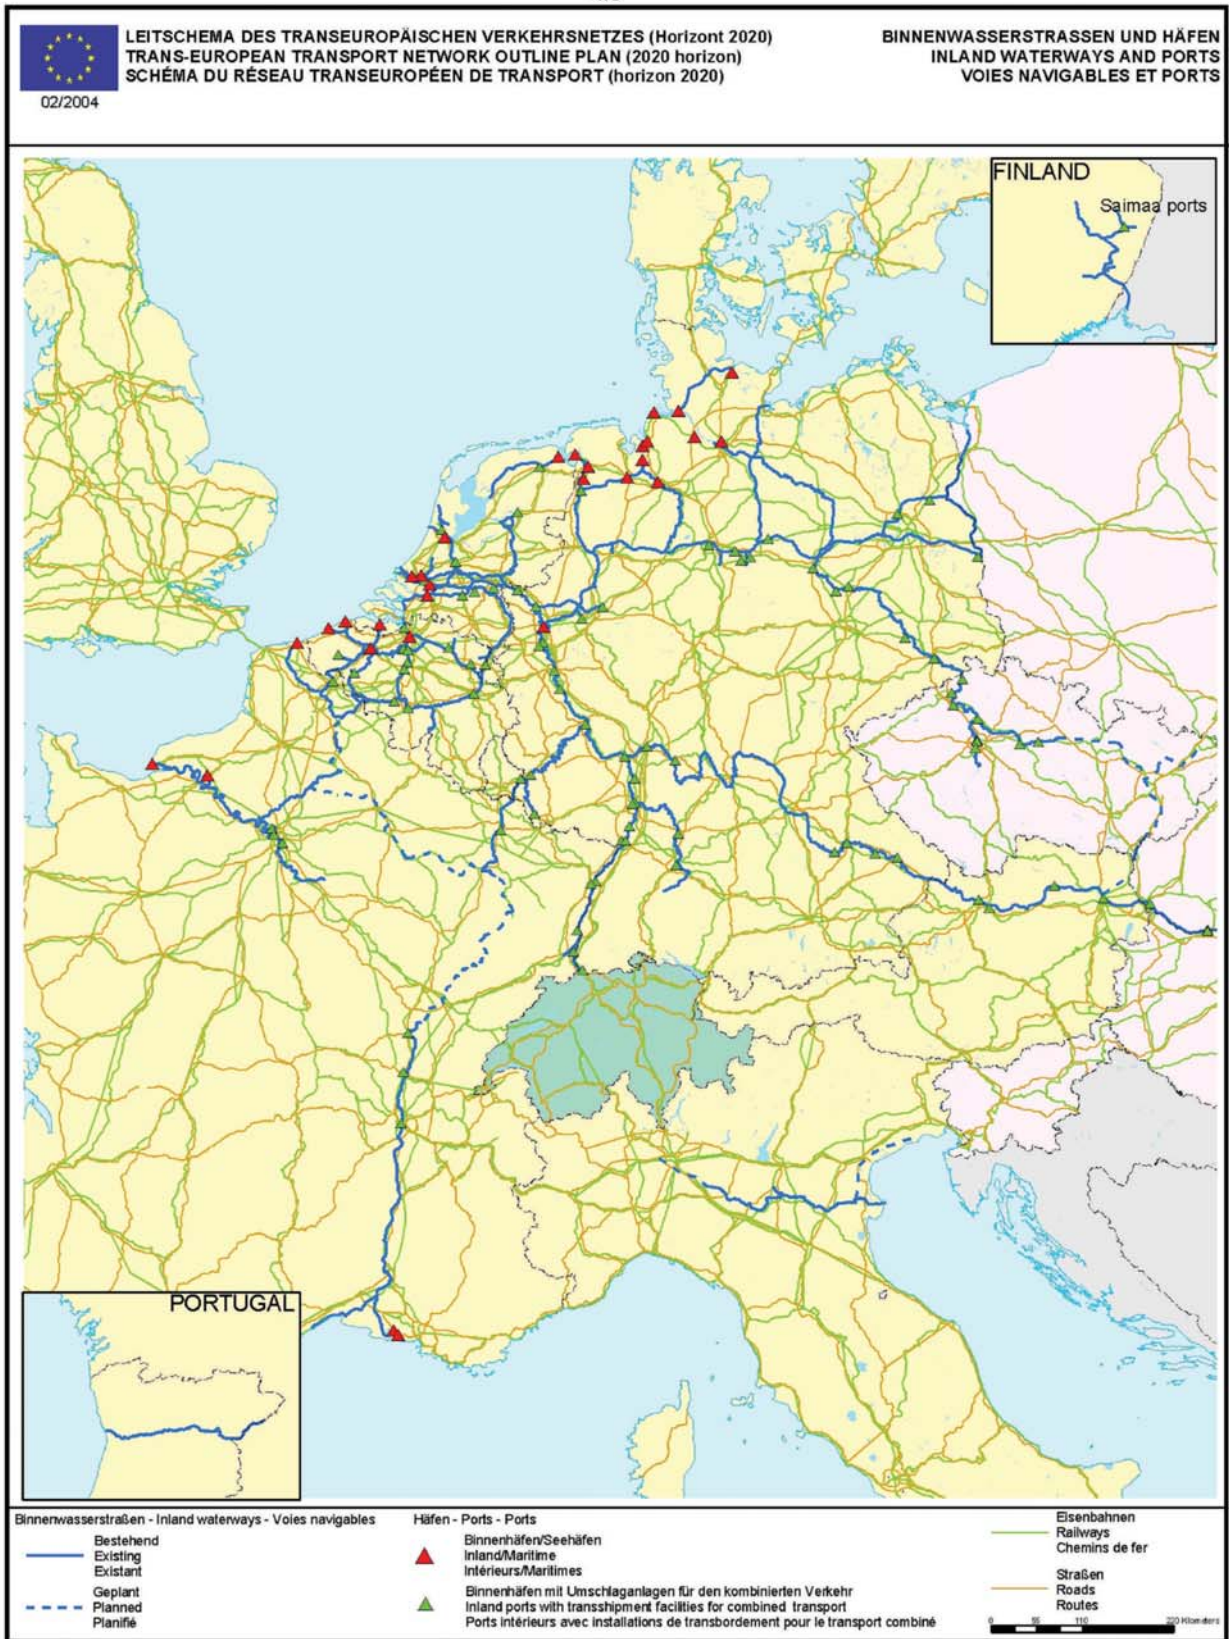 LEITSCHEMA DES TRANSEUROPÄISCHEN VERKEHRSNETZES (Horizont 2020)
TRANS-EUROPEAN TRANSPORT NETWORK OUTLINE PLAN (2020 horizon)
SCHÉMA DU RÉSEAU TRANSEUROPÉEN DE TRANSPORT (horizon 2020)
02/2004
BINNENWASSERSTRASSEN UND HÄFEN
INLAND WATERWAYS AND PORTS
VOIES NAVIGABLES ET PORTS
FINLAND
Saimaa ports
PORTUGAL
Binnenwasserstraßen - Inland waterways - Voies navigables
Bestehend
Existing
Existant
Geplant
Planned
Planifié
Häfen - Ports - Ports
Binnenhäfen/Seehäfen
Inland/Maritime
Intérieurs/Maritimes
Binnenhäfen mit Umschlaganlagen für den kombinierten Verkehr
Inland ports with transshipment facilities for combined transport
Ports intérieurs avec installations de transbordement pour le transport combiné
Eisenbahnen
Railways
Chemins de fer
Straßen
Roads
Routes
0 55 110 220 Kilometers